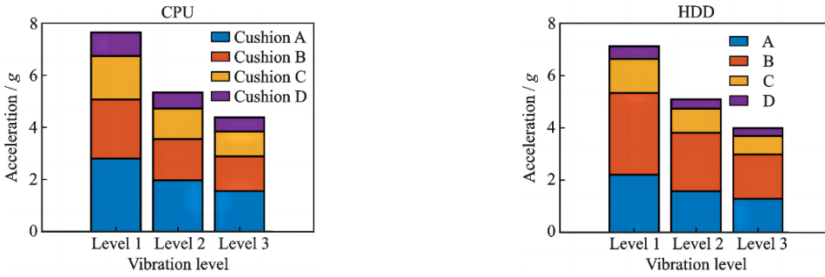 CPU
8
6
4
2
0
Acceleration / g
Cushion A
Cushion B
Cushion C
Cushion D
Level 1 Level 2 Level 3
Vibration level
HDD
8
6
4
2
0
Acceleration / g
A
B
C
D
Level 1 Level 2 Level 3
Vibration level